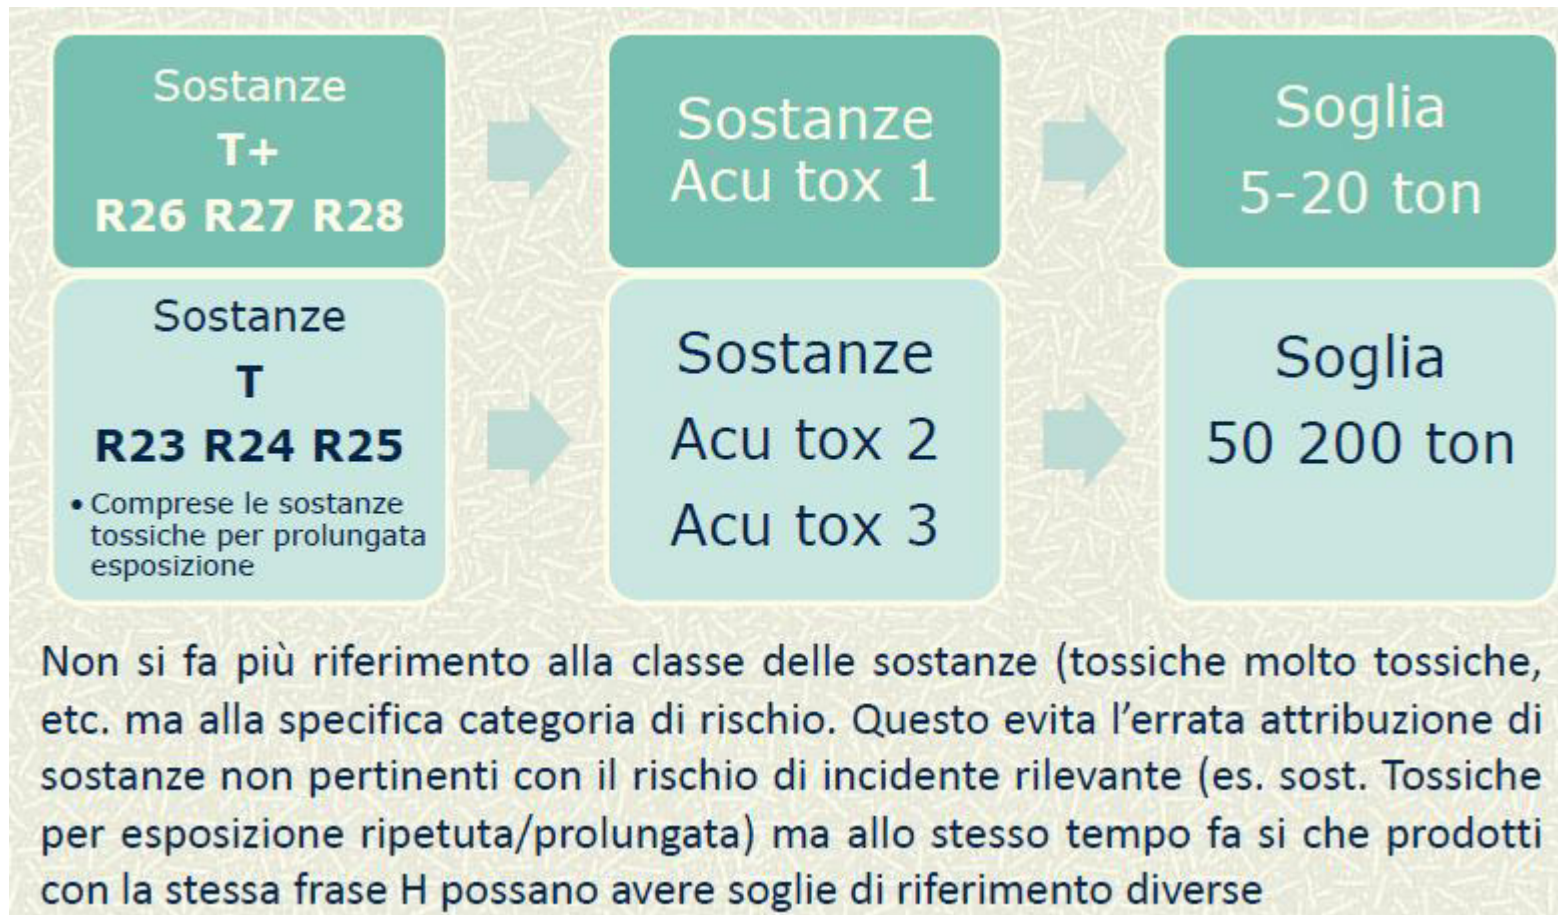 Sostanze
T+
R26 R27 R28
Sostanze
Acu tox 1
Soglia
5-20 ton
Sostanze
T
R23 R24 R25
• Comprese le sostanze
tossiche per prolungata
esposizione
Sostanze
Acu tox 2
Acu tox 3
Soglia
50 200 ton
Non si fa più riferimento alla classe delle sostanze (tossiche molto tossiche,
etc. ma alla specifica categoria di rischio. Questo evita l’errata attribuzione di
sostanze non pertinenti con il rischio di incidente rilevante (es. sost. Tossiche
per esposizione ripetuta/prolungata) ma allo stesso tempo fa si che prodotti
con la stessa frase H possano avere soglie di riferimento diverse